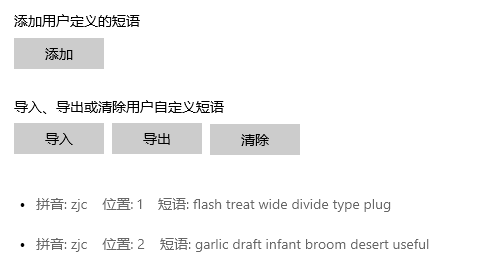 添加用户定义的短语
添加
导入、导出或清除用户自定义短语
导入 导出 清除
• 拼音: zjc 位置: 1 短语: flash treat wide divide type plug
• 拼音: zjc 位置: 2 短语: garlic draft infant broom desert useful